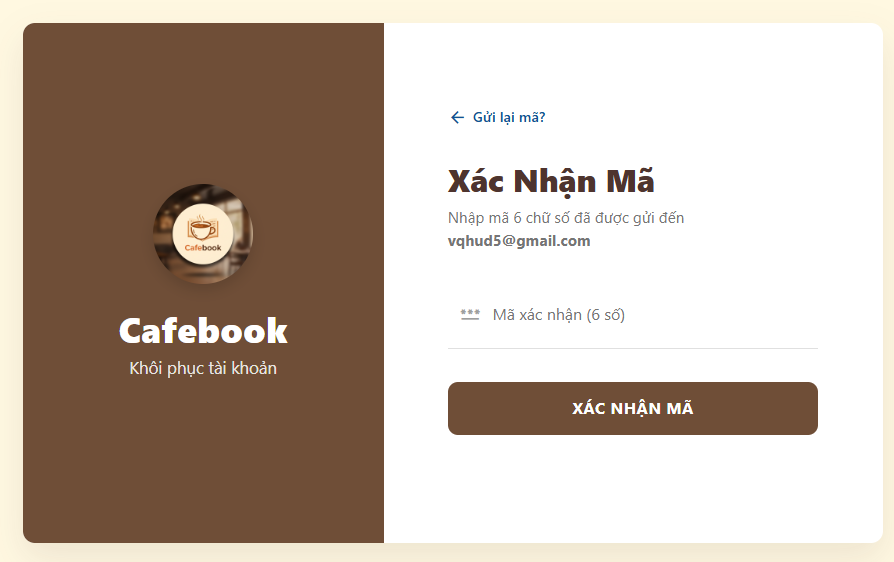 Cafebook
Cafebook
Khôi phục tài khoản
Gửi lại mã?
Xác Nhận Mã
Nhập mã 6 chữ số đã được gửi đến
vqhud5@gmail.com
Mã xác nhận (6 số)
XÁC NHẬN MÃ